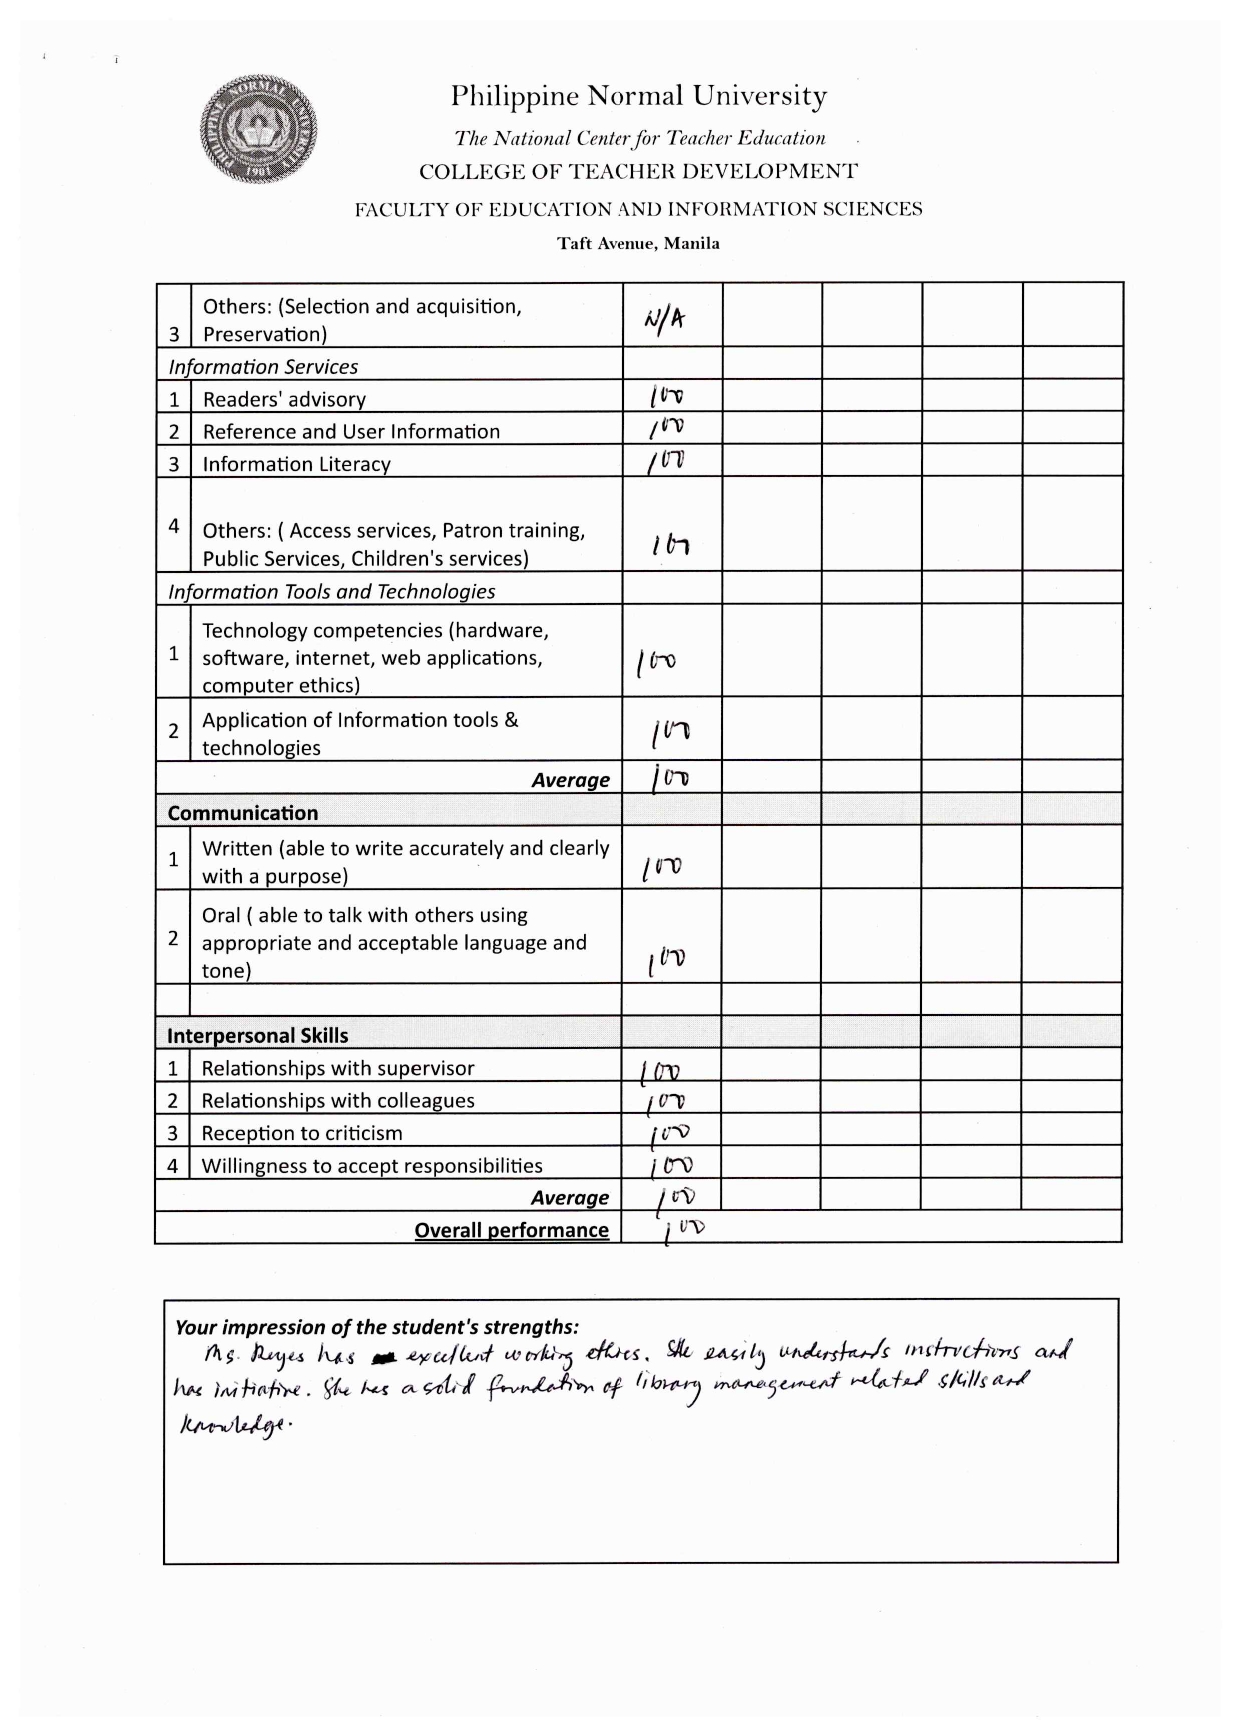 Philippine Normal University
The National Center for Teacher Education
COLLEGE OF TEACHER DEVELOPMENT
FACULTY OF EDUCATION AND INFORMATION SCIENCES
Taft Avenue, Manila
PHILIPPINE NORMAL UNIVERSITY
1901
Others: (Selection and acquisition,
3 Preservation) N/A
Information Services
1 Readers' advisory 100
2 Reference and User Information 100
3 Information Literacy 100
4 Others: ( Access services, Patron training,
Public Services, Children's services) 100
Information Tools and Technologies
Technology competencies (hardware,
1 software, internet, web applications, 100
computer ethics)
2 Application of Information tools & 100
technologies
Average 100
Communication
1 Written (able to write accurately and clearly 100
with a purpose)
Oral ( able to talk with others using
2 appropriate and acceptable language and 100
tone)
Interpersonal Skills
1 Relationships with supervisor 100
2 Relationships with colleagues 100
3 Reception to criticism 100
4 Willingness to accept responsibilities 100
Average 100
Overall performance 100
Your impression of the student's strengths:
Ms. Reyes has excellent working ethics. She easily understands instructions and
has initiative. She has a solid foundation of library management related skills and
knowledge.